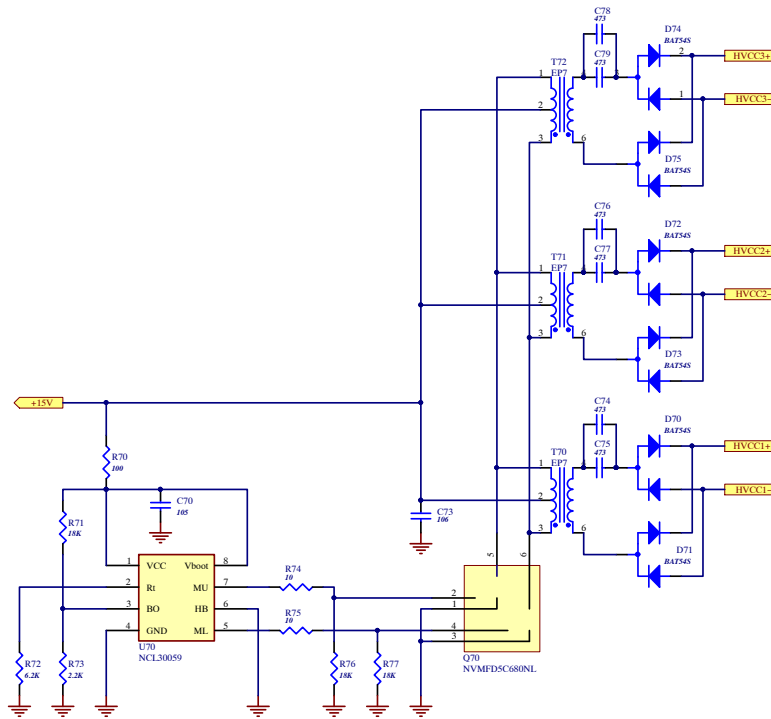 C78
473
D74
BAT54S
C79
473
2
HVCC3+
T72
EP7
1
4
3
2
1
HVCC3-
3
6
D75
BAT54S
C76
473
D72
BAT54S
C77
473
HVCC2+
T71
EP7
1
4
2
HVCC2-
3
6
D73
BAT54S
+15V
C74
473
D70
BAT54S
C75
473
HVCC1+
R70
100
T70
EP7
1
4
2
HVCC1-
C70
105
C73
106
R71
18K
3
6
D71
BAT54S
5
6
1
VCC
Vboot
8
R74
10
2
Rt
MU
7
2
3
BO
HB
6
R75
10
1
4
GND
ML
5
4
3
U70
NCL30059
Q70
NVMFD5C680NL
R72
6.2K
R73
2.2K
R76
18K
R77
18K